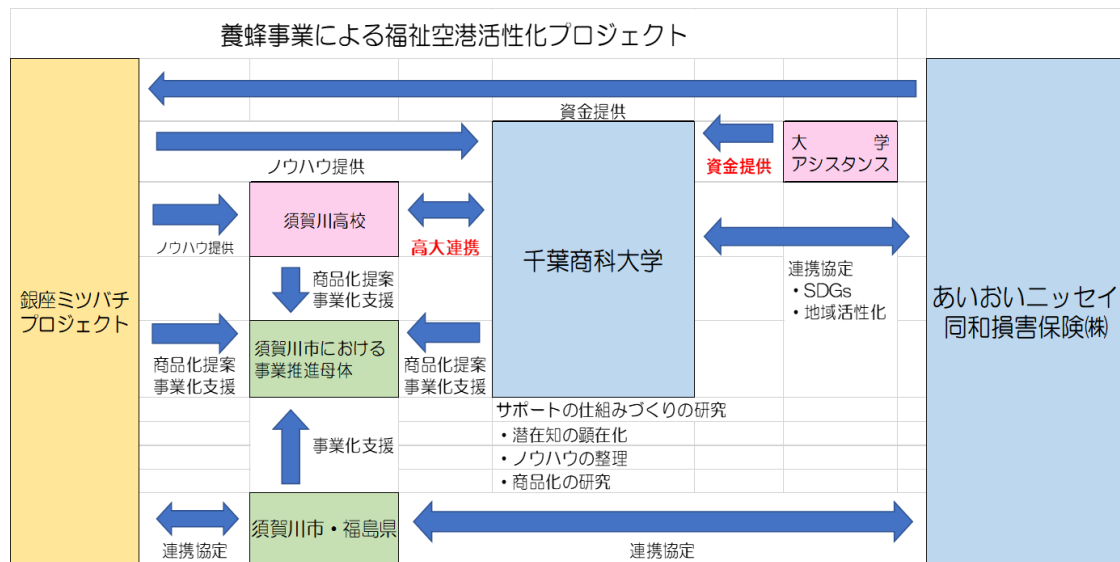 養蜂事業による福祉空港活性化プロジェクト
資金提供
ノウハウ提供
資金提供
大　学
アシスタンス
ノウハウ提供
須賀川高校
高大連携
千葉商科大学
連携協定
・SDGs
・地域活性化
銀座ミツバチ
プロジェクト
あいおいニッセイ
同和損害保険㈱
商品化提案
事業化支援
商品化提案
事業化支援
須賀川市における
事業推進母体
商品化提案
事業化支援
サポートの仕組みづくりの研究
・潜在知の顕在化
・ノウハウの整理
・商品化の研究
事業化支援
須賀川市・福島県
連携協定
連携協定